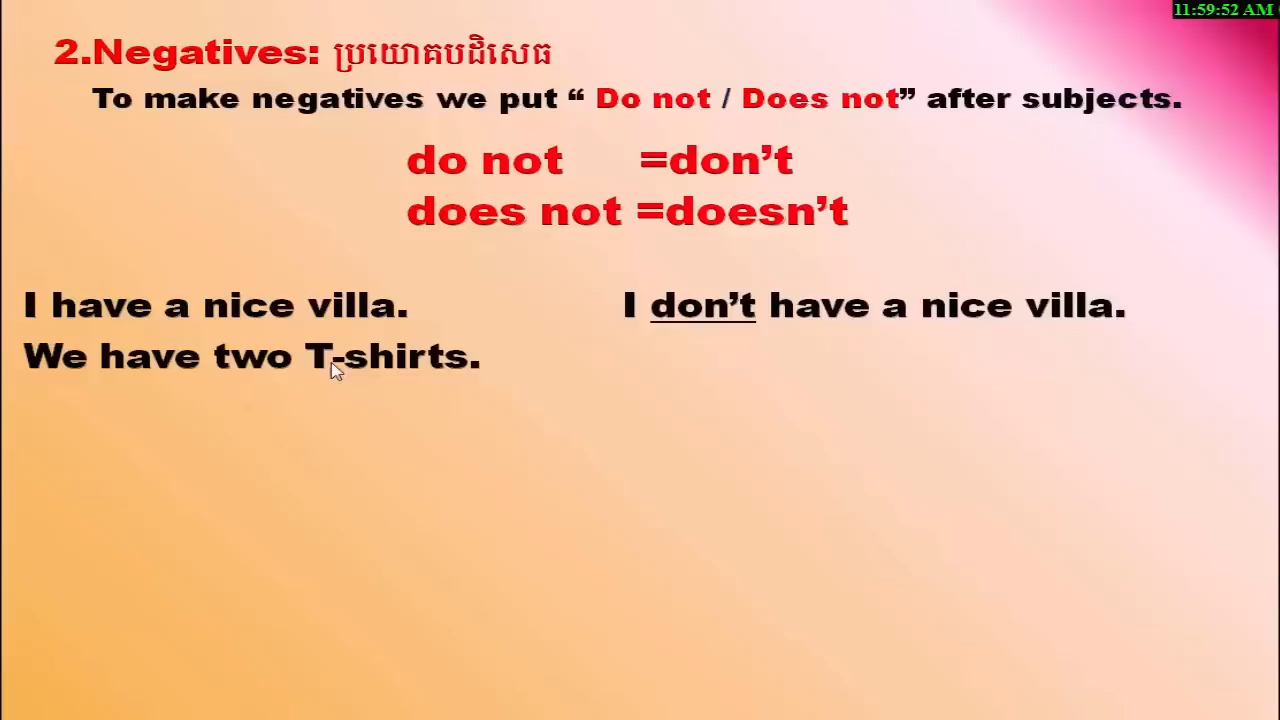 11:59:52 AM
2.Negatives: ប្រយោគបដិសេធ
To make negatives we put “ Do not / Does not” after subjects.
do not =don’t
does not =doesn’t
I have a nice villa. I don’t have a nice villa.
We have two T-shirts.